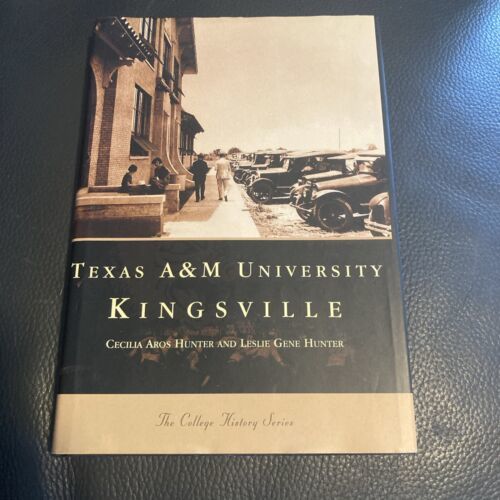 TEXAS A&M UNIVERSITY
KINGSVILLE
CECILIA AROS HUNTER AND LESLIE GENE HUNTER
The College History Series